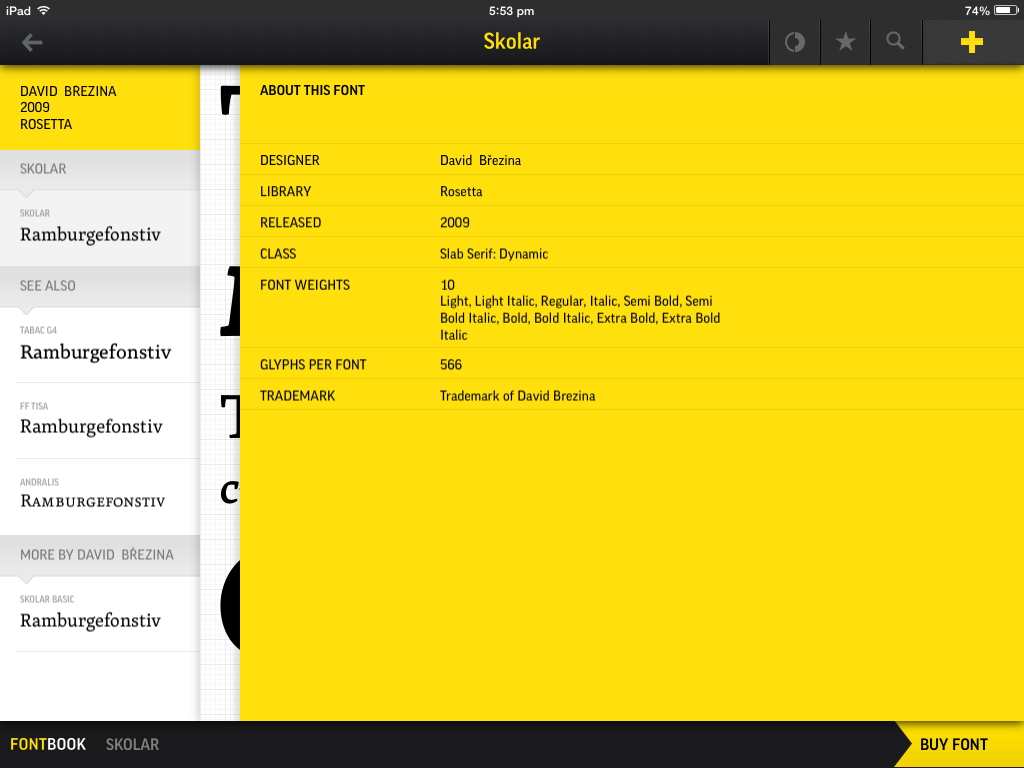 iPad
5:53 pm
74%
Skolar
DAVID BREZINA
2009
ROSETTA
SKOLAR
SKOLAR
Ramburgefonstiv
SEE ALSO
TABAC G4
Ramburgefonstiv
FF TISA
Ramburgefonstiv
ANDRALIS
RAMBURGEFONSTIV
MORE BY DAVID BŘEZINA
SKOLAR BASIC
Ramburgefonstiv
ABOUT THIS FONT
DESIGNER David Březina
LIBRARY Rosetta
RELEASED 2009
CLASS Slab Serif: Dynamic
FONT WEIGHTS 10
Light, Light Italic, Regular, Italic, Semi Bold, Semi
Bold Italic, Bold, Bold Italic, Extra Bold, Extra Bold
Italic
GLYPHS PER FONT 566
TRADEMARK Trademark of David Brezina
FONTBOOK SKOLAR
BUY FONT